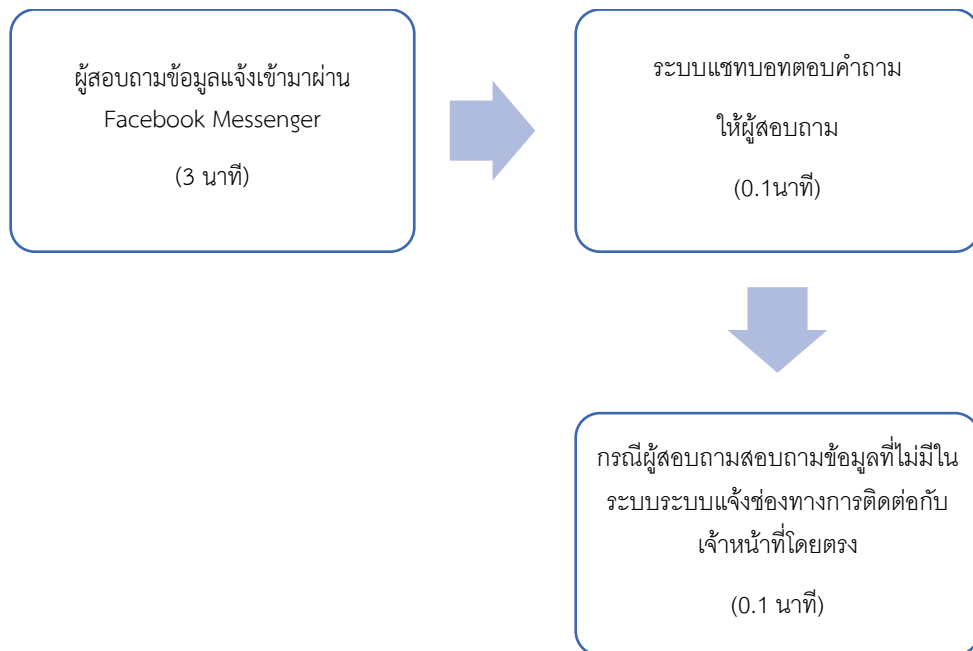 ผู้สอบถามข้อมูลแจ้งเข้ามาผ่าน
Facebook Messenger
(3 นาที)
ระบบแชทบอทตอบคำถาม
ให้ผู้สอบถาม
(0.1นาที)
กรณีผู้สอบถามสอบถามข้อมูลที่ไม่มีใน
ระบบระบบแจ้งช่องทางการติดต่อกับ
เจ้าหน้าที่โดยตรง
(0.1 นาที)